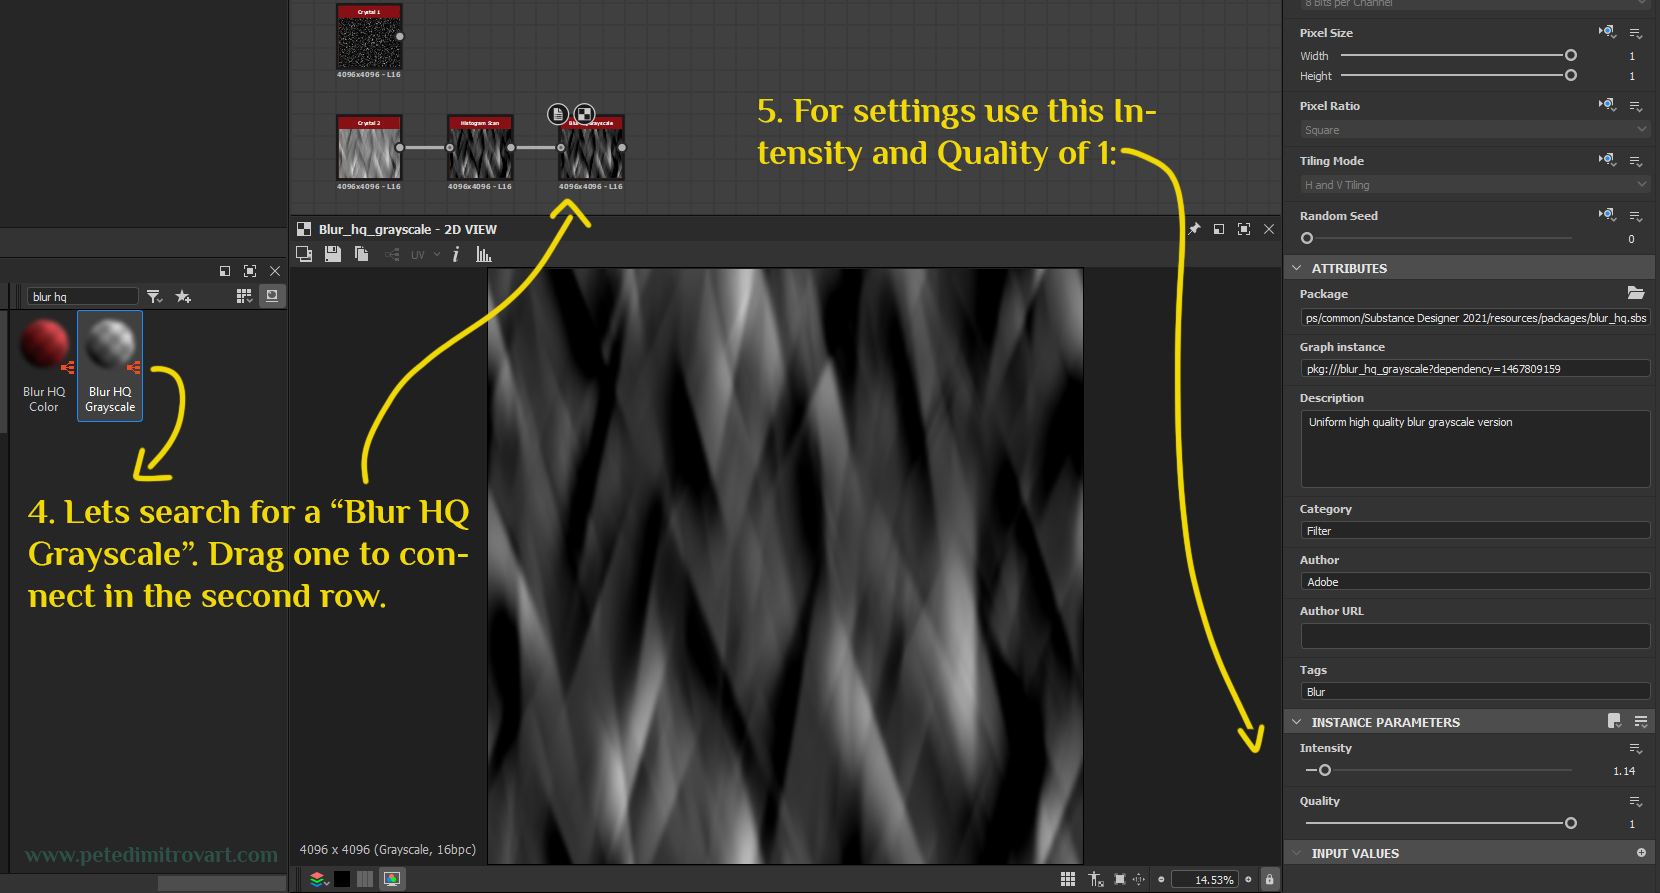 Crystal 1
4096x4096 - L16
Crystal 2
Histogram Scan
Grayscale
4096x4096 - L16
4096x4096 - L16
4096x4096 - L16
5. For settings use this In-
tensity and Quality of 1:
Blur_hq_grayscale - 2D VIEW
UV
i
blur hq
Blur HQ
Color
Blur HQ
Grayscale
4. Lets search for a “Blur HQ
Grayscale”. Drag one to con-
nect in the second row.
www.petedimitrovart.com
4096 x 4096 (Grayscale, 16bpc)
14.53%
8 Bits per Channel
Pixel Size
Width 1
Height 1
Pixel Ratio
Square
Tiling Mode
H and V Tiling
Random Seed
0
ATTRIBUTES
Package
ps/common/Substance Designer 2021/resources/packages/blur_hq.sbs
Graph instance
pkg:///blur_hq_grayscale?dependency=1467809159
Description
Uniform high quality blur grayscale version
Category
Filter
Author
Adobe
Author URL
Tags
Blur
INSTANCE PARAMETERS
Intensity
1.14
Quality
1
INPUT VALUES